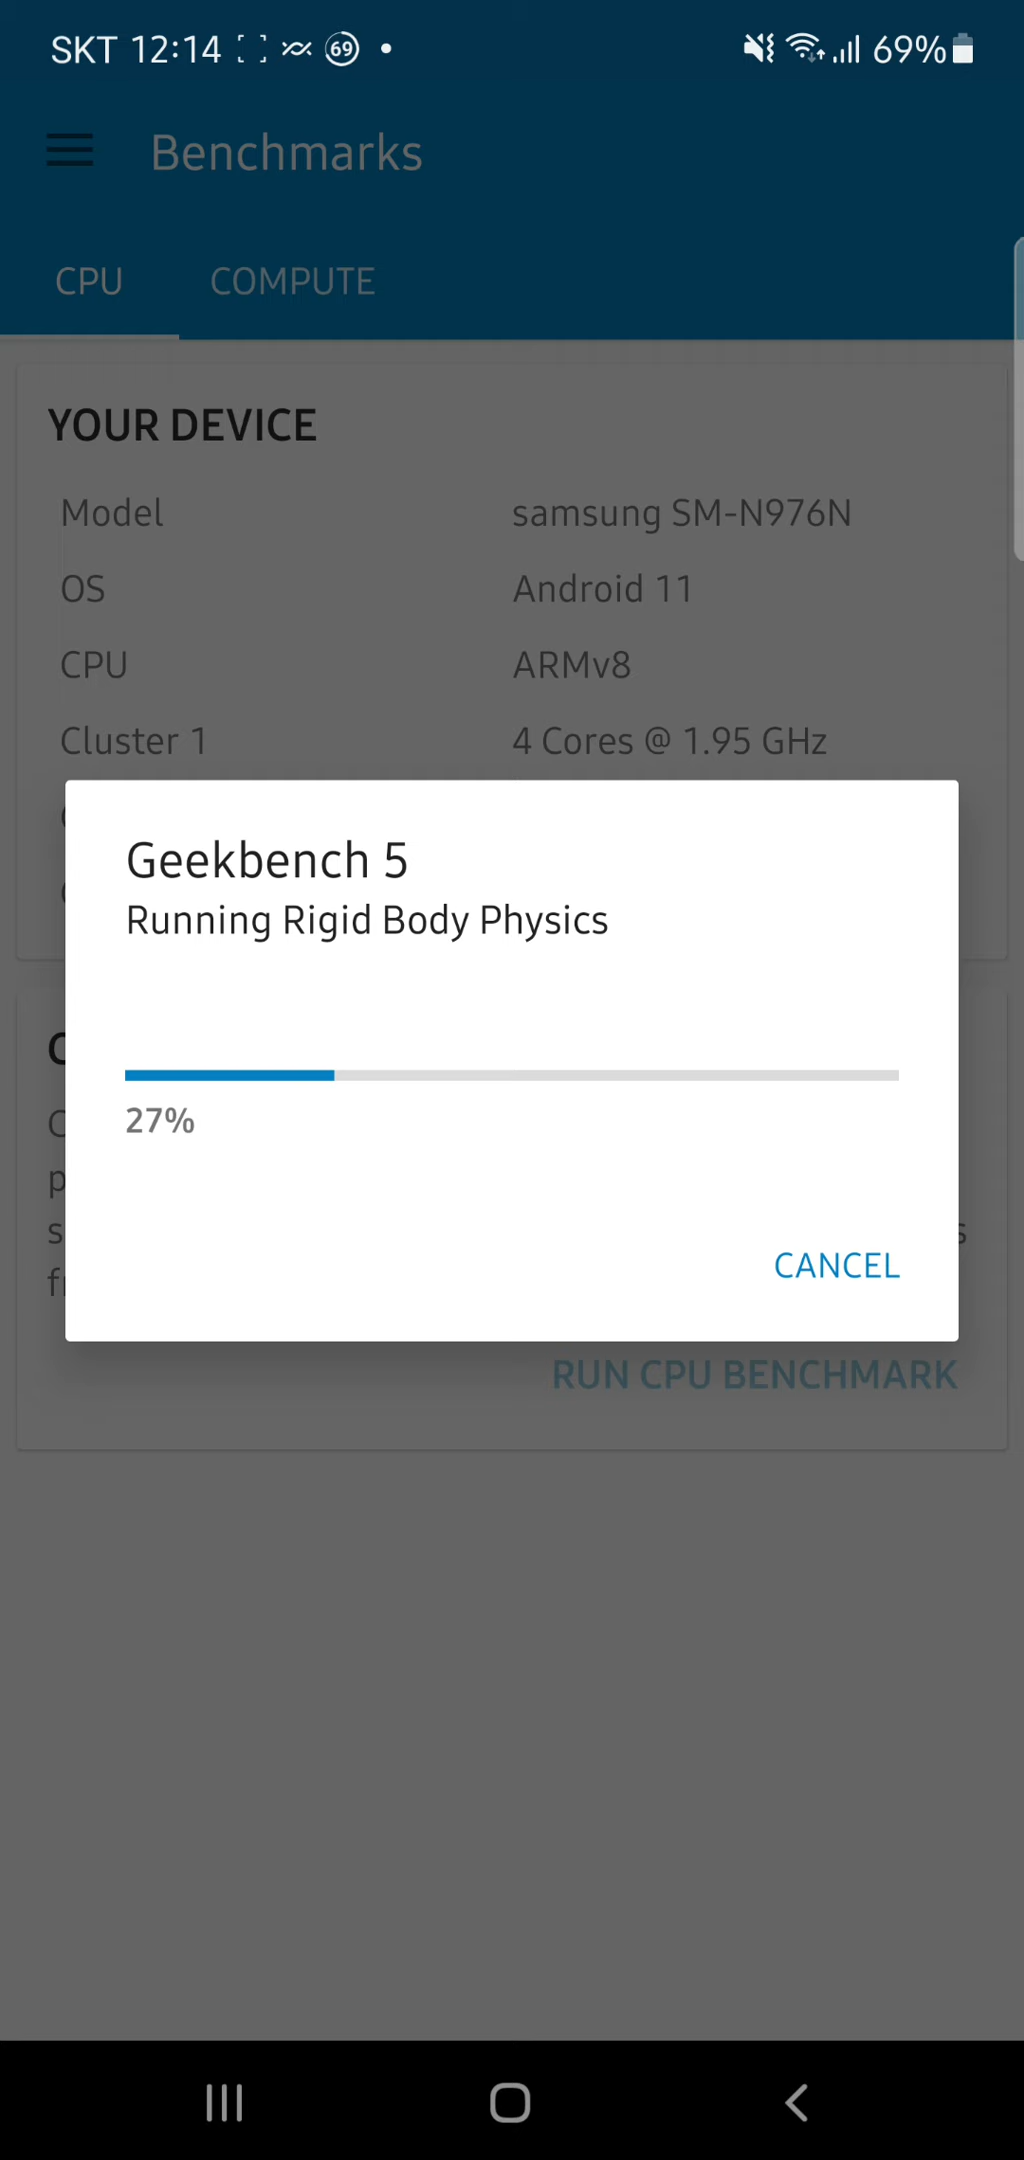 SKT 12:14 69 69%
Benchmarks
CPU COMPUTE
YOUR DEVICE
Model samsung SM-N976N
OS Android 11
CPU ARMv8
Cluster 1 4 Cores @ 1.95 GHz
Geekbench 5
Running Rigid Body Physics
27%
CANCEL
RUN CPU BENCHMARK